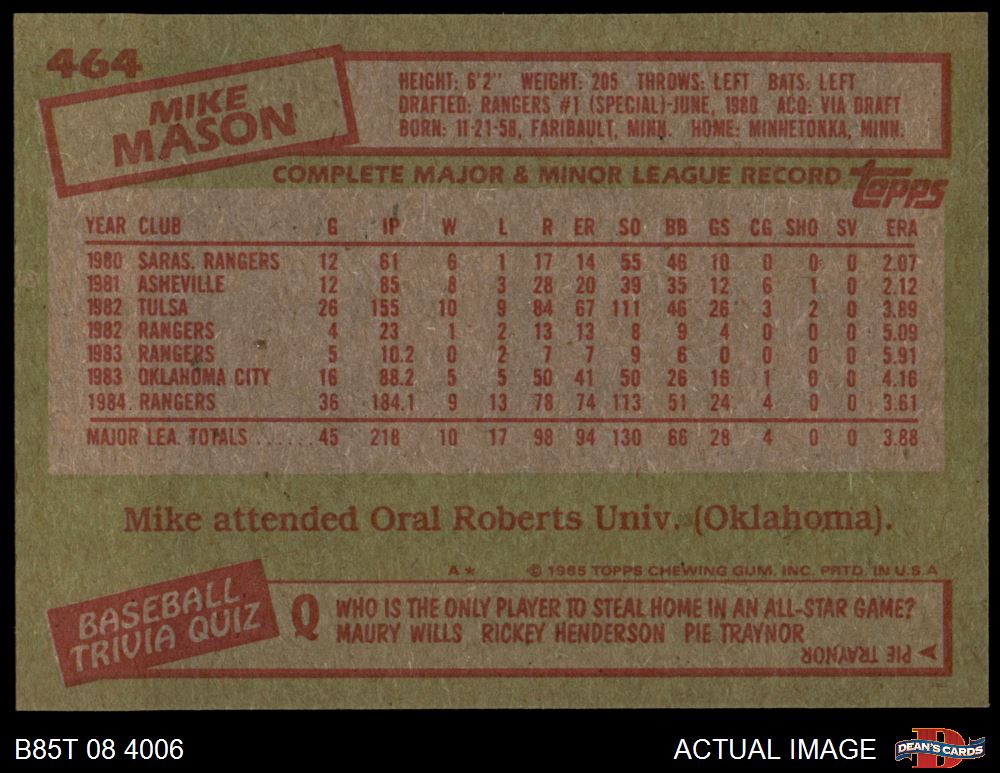 464
MIKE
MASON
HEIGHT: 6'2" WEIGHT: 205 THROWS: LEFT BATS: LEFT
DRAFTED: RANGERS #1 (SPECIAL)-JUNE, 1980 ACQ: VIA DRAFT
BORN: 11-21-58, FARIBAULT, MINN. HOME: MINNETONKA, MINN.
COMPLETE MAJOR & MINOR LEAGUE RECORD topps
YEAR CLUB G IP W L R ER SO BB GS CG SHO SV ERA
1980 SARAS. RANGERS 12 61 6 1 17 14 55 46 10 0 0 0 2.07
1981 ASHEVILLE 12 85 8 3 28 20 39 35 12 6 1 0 2.12
1982 TULSA 26 155 10 9 84 67 111 46 26 3 2 0 3.89
1982 RANGERS 4 23 1 2 13 13 8 9 4 0 0 0 5.09
1983 RANGERS 5 10.2 0 2 7 7 9 6 0 0 0 0 5.91
1983 OKLAHOMA CITY 16 88.2 5 5 50 41 50 26 16 1 0 0 4.16
1984 RANGERS 36 184.1 9 13 78 74 113 51 24 4 0 0 3.61
MAJOR LEA. TOTALS ....... 45 218 10 17 98 94 130 66 28 4 0 0 3.88
Mike attended Oral Roberts Univ. (Oklahoma).
A * © 1985 TOPPS CHEWING GUM, INC. PRTD. IN U.S.A
BASEBALL
TRIVIA QUIZ
Q WHO IS THE ONLY PLAYER TO STEAL HOME IN AN ALL-STAR GAME?
MAURY WILLS RICKEY HENDERSON PIE TRAYNOR
A PIE TRAYNOR
B85T 08 4006
ACTUAL IMAGE
D
DEAN'S CARDS